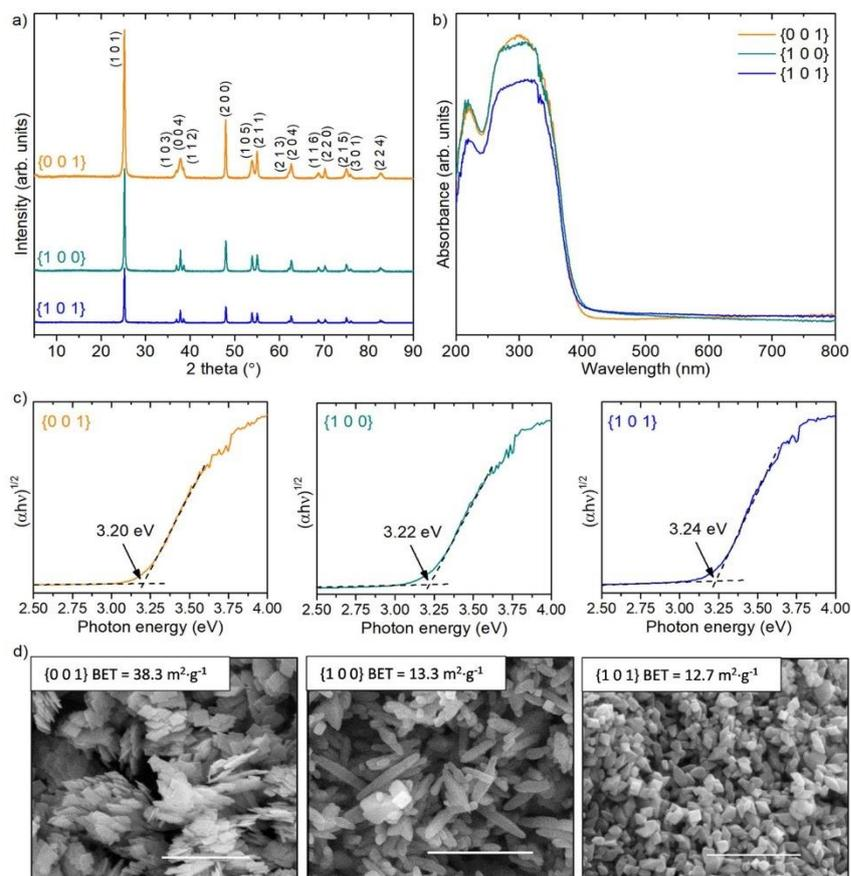 a)
Intensity (arb. units)
(1 0 1)
(1 0 3)
(0 0 4)
(1 1 2)
(2 0 0)
(1 0 5)
(2 1 1)
(2 1 3)
(2 0 4)
(1 1 6)
(2 2 0)
(2 1 5)
(3 0 1)
(2 2 4)
{0 0 1}
{1 0 0}
{1 0 1}
10 20 30 40 50 60 70 80 90
2 theta (°)
b)
Absorbance (arb. units)
{0 0 1}
{1 0 0}
{1 0 1}
200 300 400 500 600 700 800
Wavelength (nm)
c)
{0 0 1}
(αhν)1/2
3.20 eV
2.50 2.75 3.00 3.25 3.50 3.75 4.00
Photon energy (eV)
{1 0 0}
(αhν)1/2
3.22 eV
2.50 2.75 3.00 3.25 3.50 3.75 4.00
Photon energy (eV)
{1 0 1}
(αhν)1/2
3.24 eV
2.50 2.75 3.00 3.25 3.50 3.75 4.00
Photon energy (eV)
d)
{0 0 1} BET = 38.3 m²·g⁻¹
{1 0 0} BET = 13.3 m²·g⁻¹
{1 0 1} BET = 12.7 m²·g⁻¹